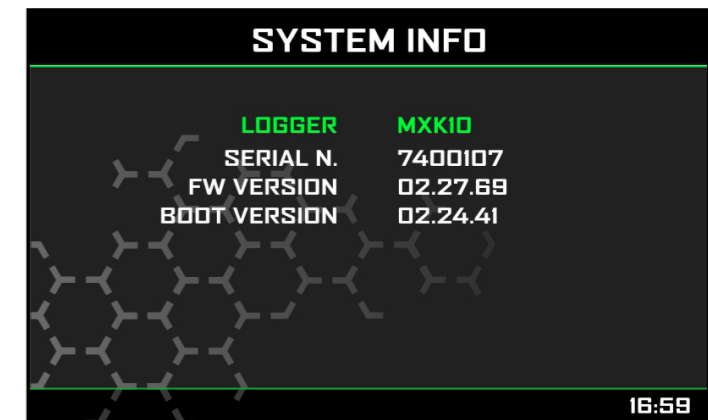 SYSTEM INFO
LOGGER MXK10
SERIAL N. 7400107
FW VERSION 02.27.69
BOOT VERSION 02.24.41
16:59